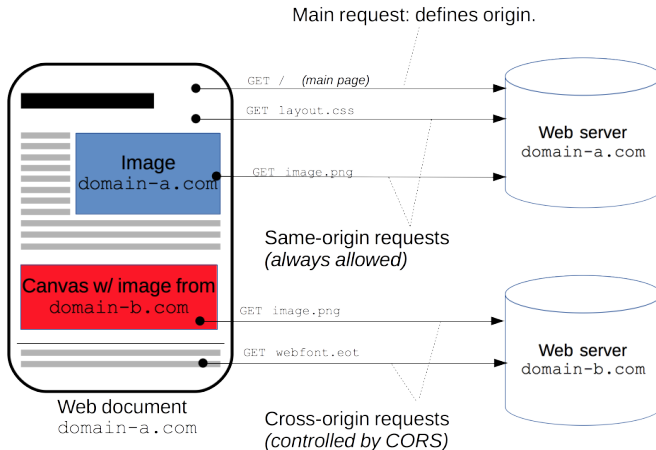 Main request: defines origin.
GET / (main page)
GET layout.css
Web server
domain-a.com
Image
domain-a.com
GET image.png
Same-origin requests
(always allowed)
Canvas w/ image from
domain-b.com
GET image.png
GET webfont.eot
Web server
domain-b.com
Web document
domain-a.com
Cross-origin requests
(controlled by CORS)